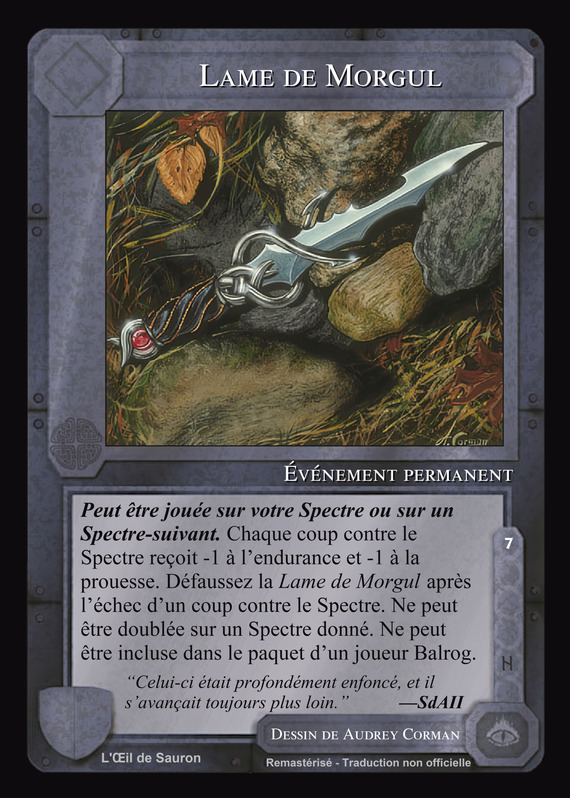 Lame de Morgul
A. Corman
Événement permanent
Peut être jouée sur votre Spectre ou sur un
Spectre-suivant. Chaque coup contre le
Spectre reçoit -1 à l’endurance et -1 à la
prouesse. Défaussez la Lame de Morgul après
l’échec d’un coup contre le Spectre. Ne peut
être doublée sur un Spectre donné. Ne peut
être incluse dans le paquet d’un joueur Balrog.
7
“Celui-ci était profondément enfoncé, et il
s’avançait toujours plus loin.” —SdAII
Dessin de Audrey Corman
L'Œil de Sauron
Remastérisé - Traduction non officielle